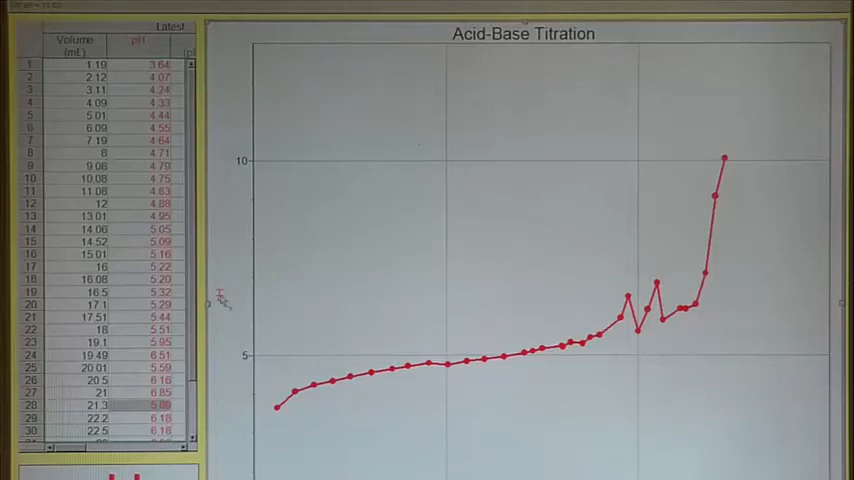 Latest
Volume pH
(mL)
1 1.19 3.64
2 2.12 4.07
3 3.11 4.24
4 4.09 4.33
5 5.01 4.44
6 6.09 4.55
7 7.19 4.64
8 8 4.71
9 9.08 4.79
10 10.08 4.75
11 11.08 4.83
12 12 4.88
13 13.01 4.95
14 14.06 5.05
15 14.52 5.09
16 15.01 5.16
17 16 5.22
18 16.08 5.20
19 16.5 5.32
20 17.1 5.29
21 17.51 5.44
22 18 5.51
23 19.1 5.95
24 19.49 6.51
25 20.01 5.59
26 20.5 6.16
27 21 6.85
28 21.3 5.89
29 22.2 6.18
30 22.5 6.18
Acid-Base Titration
10
5